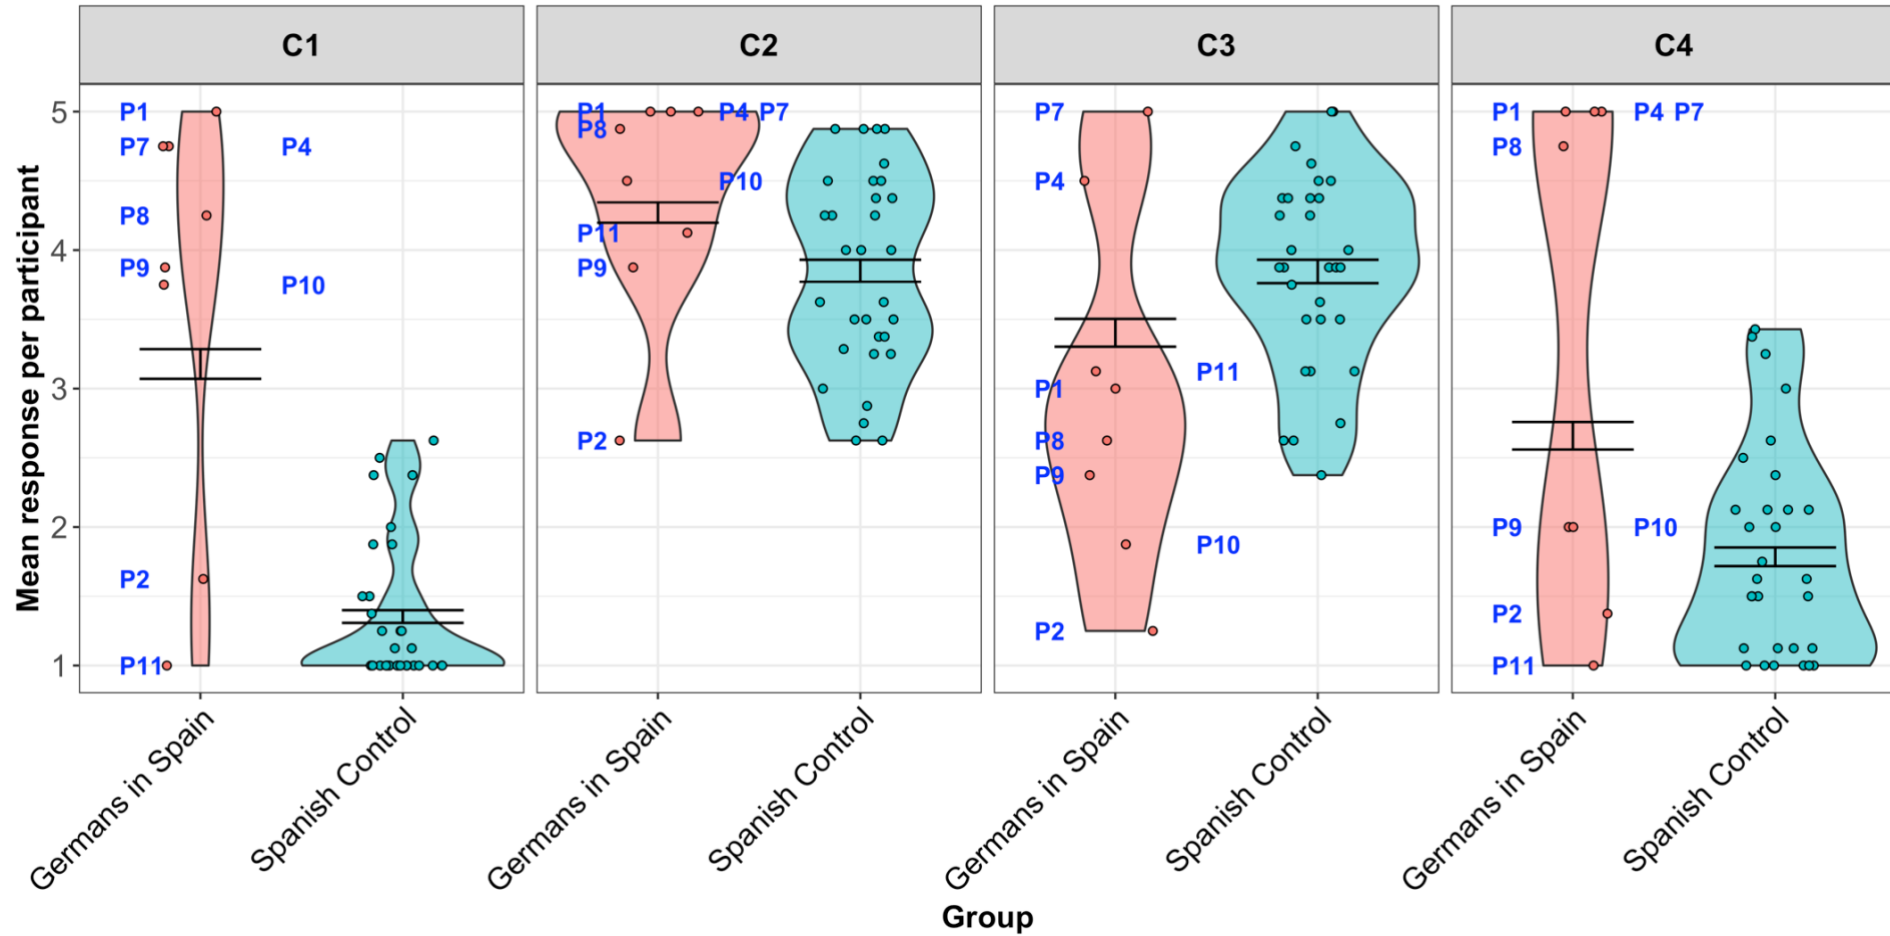 C1 C2 C3 C4
Mean response per participant
5
4
3
2
1
P1
P7 P4
P8
P9
P10
P2
P11
P1 P4 P7
P8
P10
P11
P9
P2
P7
P4
P11
P1
P8
P9
P10
P2
P1 P4 P7
P8
P9 P10
P2
P11
Germans in Spain
Spanish Control
Germans in Spain
Spanish Control
Germans in Spain
Spanish Control
Germans in Spain
Spanish Control
Group